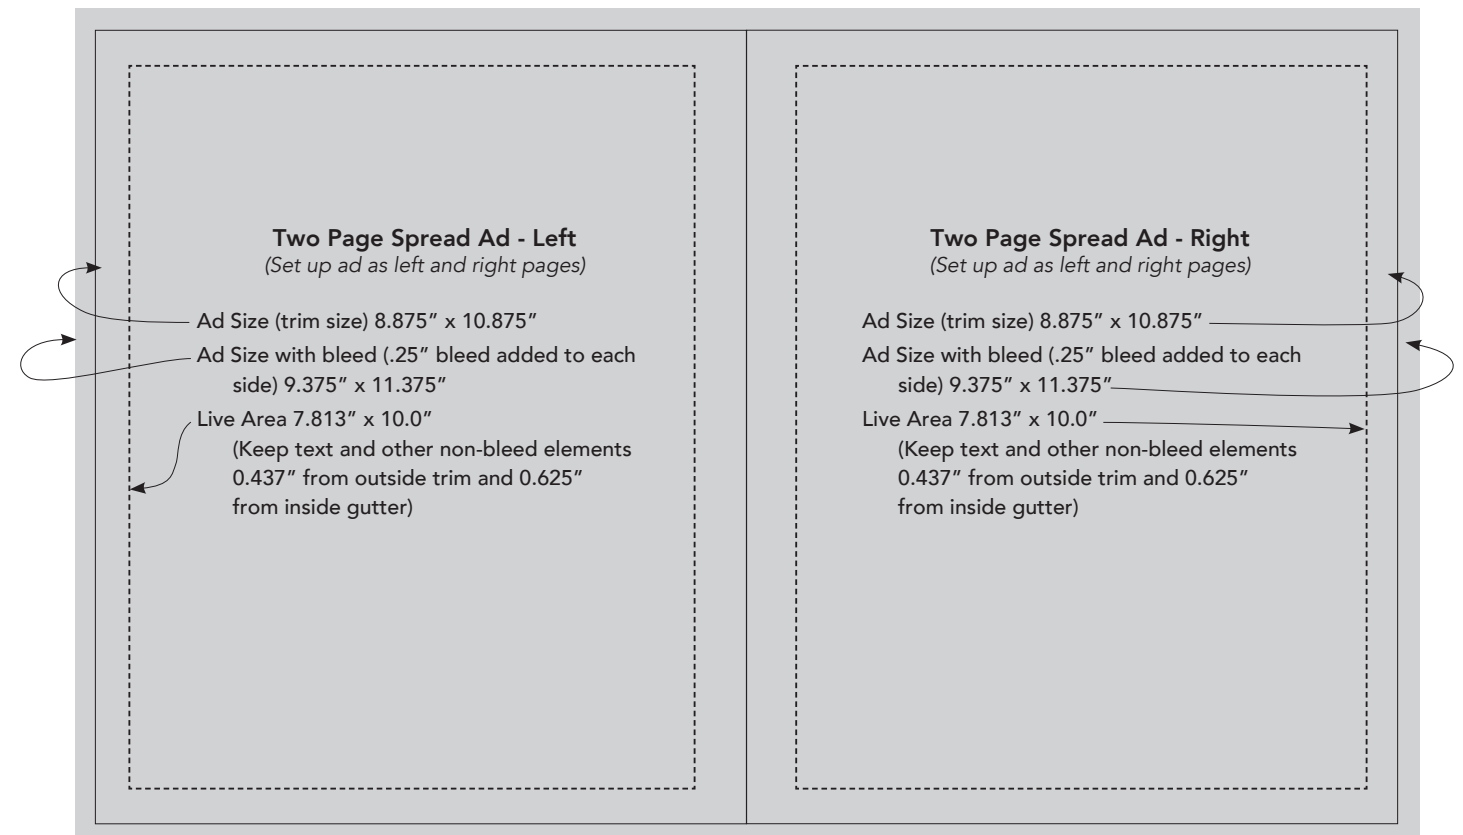 Two Page Spread Ad - Left
(Set up ad as left and right pages)
Ad Size (trim size) 8.875” x 10.875”
Ad Size with bleed (.25” bleed added to each
side) 9.375” x 11.375”
Live Area 7.813” x 10.0”
(Keep text and other non-bleed elements
0.437” from outside trim and 0.625”
from inside gutter)
Two Page Spread Ad - Right
(Set up ad as left and right pages)
Ad Size (trim size) 8.875” x 10.875”
Ad Size with bleed (.25” bleed added to each
side) 9.375” x 11.375”
Live Area 7.813” x 10.0”
(Keep text and other non-bleed elements
0.437” from outside trim and 0.625”
from inside gutter)